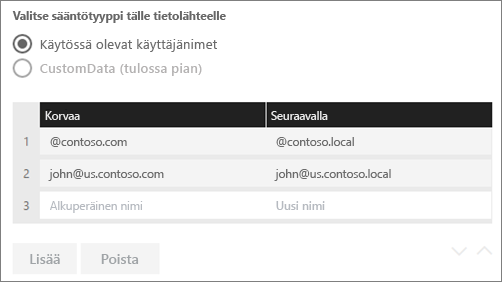 Valitse sääntötyyppi tälle tietolähteelle
Käytössä olevat käyttäjänimet
CustomData (tulossa pian)
Korvaa Seuraavalla
1 @contoso.com @contoso.local
2 john@us.contoso.com john@us.contoso.local
3 Alkuperäinen nimi Uusi nimi
Lisää Poista